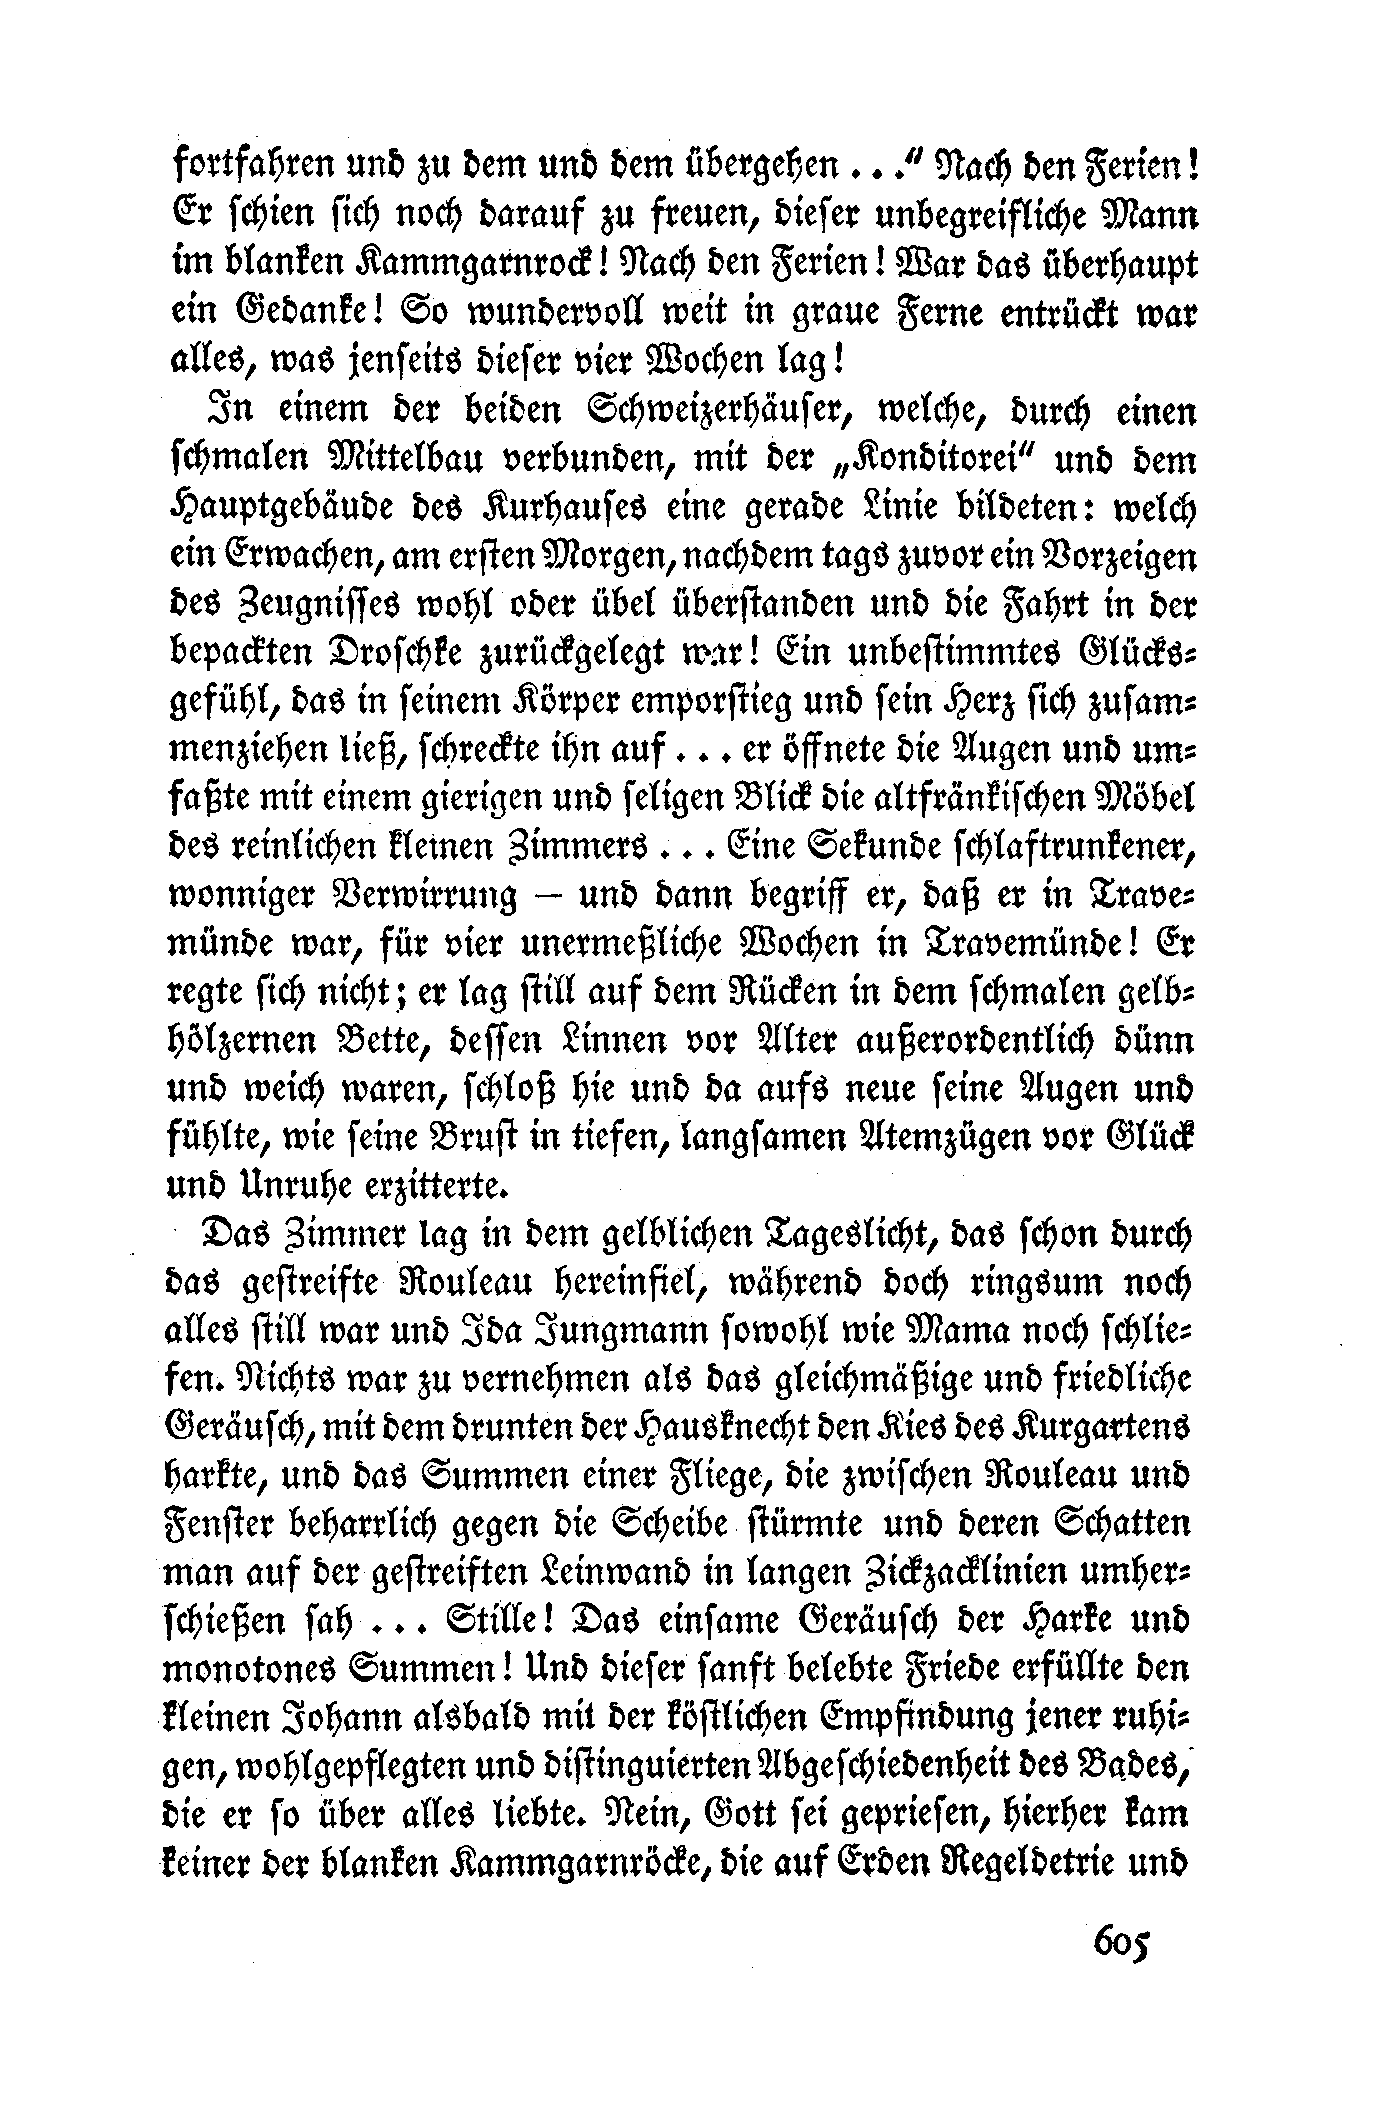 fortfahren und zu dem und dem übergehen . . .“ Nach den Ferien!
Er schien sich noch darauf zu freuen, dieser unbegreifliche Mann
im blanken Kammgarnrock! Nach den Ferien! War das überhaupt
ein Gedanke! So wundervoll weit in graue Ferne entrückt war
alles, was jenseits dieser vier Wochen lag!
In einem der beiden Schweizerhäuser, welche, durch einen
schmalen Mittelbau verbunden, mit der „Konditorei“ und dem
Hauptgebäude des Kurhauses eine gerade Linie bildeten: welch
ein Erwachen, am ersten Morgen, nachdem tags zuvor ein Vorzeigen
des Zeugnisses wohl oder übel überstanden und die Fahrt in der
bepackten Droschke zurückgelegt war! Ein unbestimmtes Glücks-
gefühl, das in seinem Körper emporstieg und sein Herz sich zusam-
menziehen ließ, schreckte ihn auf . . . er öffnete die Augen und um-
faßte mit einem gierigen und seligen Blick die altfränkischen Möbel
des reinlichen kleinen Zimmers . . . Eine Sekunde schlaftrunkener,
wonniger Verwirrung – und dann begriff er, daß er in Trave-
münde war, für vier unermeßliche Wochen in Travemünde! Er
regte sich nicht; er lag still auf dem Rücken in dem schmalen gelb-
hölzernen Bette, dessen Linnen vor Alter außerordentlich dünn
und weich waren, schloß hie und da aufs neue seine Augen und
fühlte, wie seine Brust in tiefen, langsamen Atemzügen vor Glück
und Unruhe erzitterte.
Das Zimmer lag in dem gelblichen Tageslicht, das schon durch
das gestreifte Rouleau hereinfiel, während doch ringsum noch
alles still war und Ida Jungmann sowohl wie Mama noch schlie-
fen. Nichts war zu vernehmen als das gleichmäßige und friedliche
Geräusch, mit dem drunten der Hausknecht den Kies des Kurgartens
harkte, und das Summen einer Fliege, die zwischen Rouleau und
Fenster beharrlich gegen die Scheibe stürmte und deren Schatten
man auf der gestreiften Leinwand in langen Zickzacklinien umher-
schießen sah . . . Stille! Das einsame Geräusch der Harke und
monotones Summen! Und dieser sanft belebte Friede erfüllte den
kleinen Johann alsbald mit der köstlichen Empfindung jener ruhi-
gen, wohlgepflegten und distinguierten Abgeschiedenheit des Bades,
die er so über alles liebte. Nein, Gott sei gepriesen, hierher kam
keiner der blanken Kammgarnröcke, die auf Erden Regeldetrie und
605